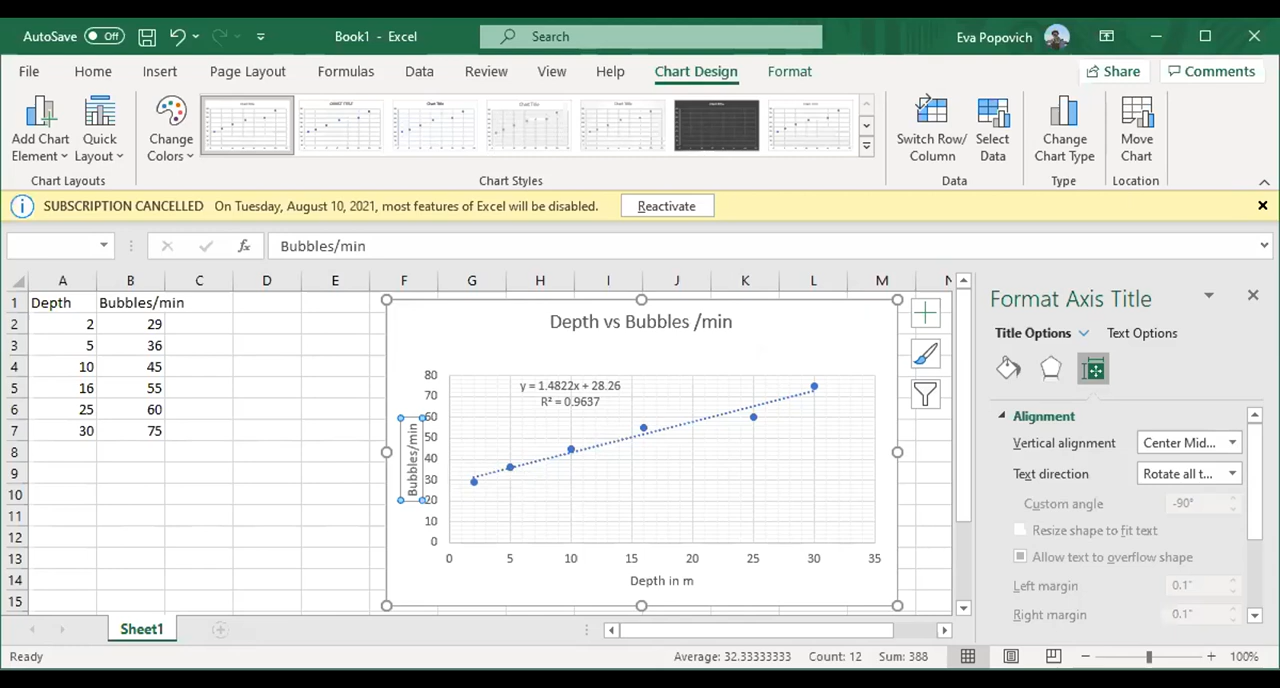 AutoSave Off Book1 - Excel Search Eva Popovich
File Home Insert Page Layout Formulas Data Review View Help Chart Design Format Share Comments
Add Chart Element Quick Layout Change Colors Switch Row/ Column Select Data Change Chart Type Move Chart
Chart Layouts Chart Styles Data Type Location
SUBSCRIPTION CANCELLED On Tuesday, August 10, 2021, most features of Excel will be disabled. Reactivate
fx Bubbles/min
A B C D E F G H I J K L M N
1 Depth Bubbles/min
2 2 29
3 5 36
4 10 45
5 16 55
6 25 60
7 30 75
8
9
10
11
12
13
14
15
Depth vs Bubbles /min
y = 1.4822x + 28.26
R² = 0.9637
80
70
60
50
40
30
20
10
0
Bubbles/min
0 5 10 15 20 25 30 35
Depth in m
Format Axis Title
Title Options Text Options
Alignment
Vertical alignment Center Mid...
Text direction Rotate all t...
Custom angle -90°
Resize shape to fit text
Allow text to overflow shape
Left margin 0.1"
Right margin 0.1"
Sheet1
Ready Average: 32.33333333 Count: 12 Sum: 388 100%